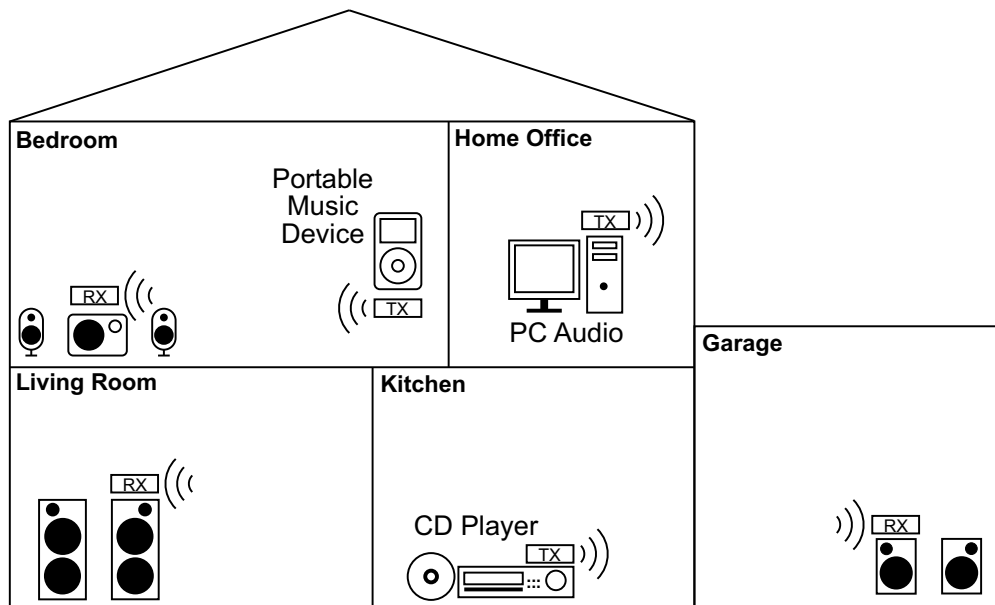 Bedroom
Home Office
Portable
Music
Device
TX
RX
TX
PC Audio
Garage
Living Room
Kitchen
RX
CD Player
RX
TX